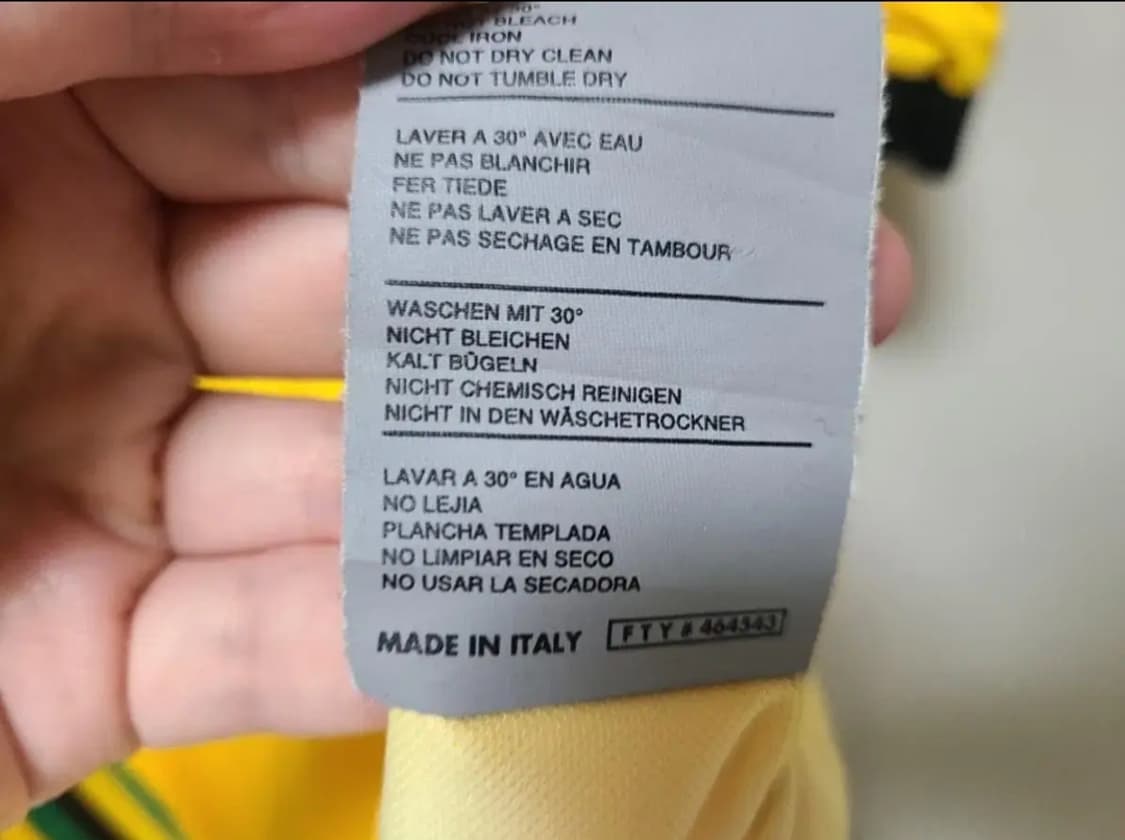 BLEACH
COOL IRON
DO NOT DRY CLEAN
DO NOT TUMBLE DRY
LAVER A 30° AVEC EAU
NE PAS BLANCHIR
FER TIEDE
NE PAS LAVER A SEC
NE PAS SECHAGE EN TAMBOUR
WASCHEN MIT 30°
NICHT BLEICHEN
KALT BÜGELN
NICHT CHEMISCH REINIGEN
NICHT IN DEN WÄSCHETROCKNER
LAVAR A 30° EN AGUA
NO LEJIA
PLANCHA TEMPLADA
NO LIMPIAR EN SECO
NO USAR LA SECADORA
MADE IN ITALY FTY # 464343